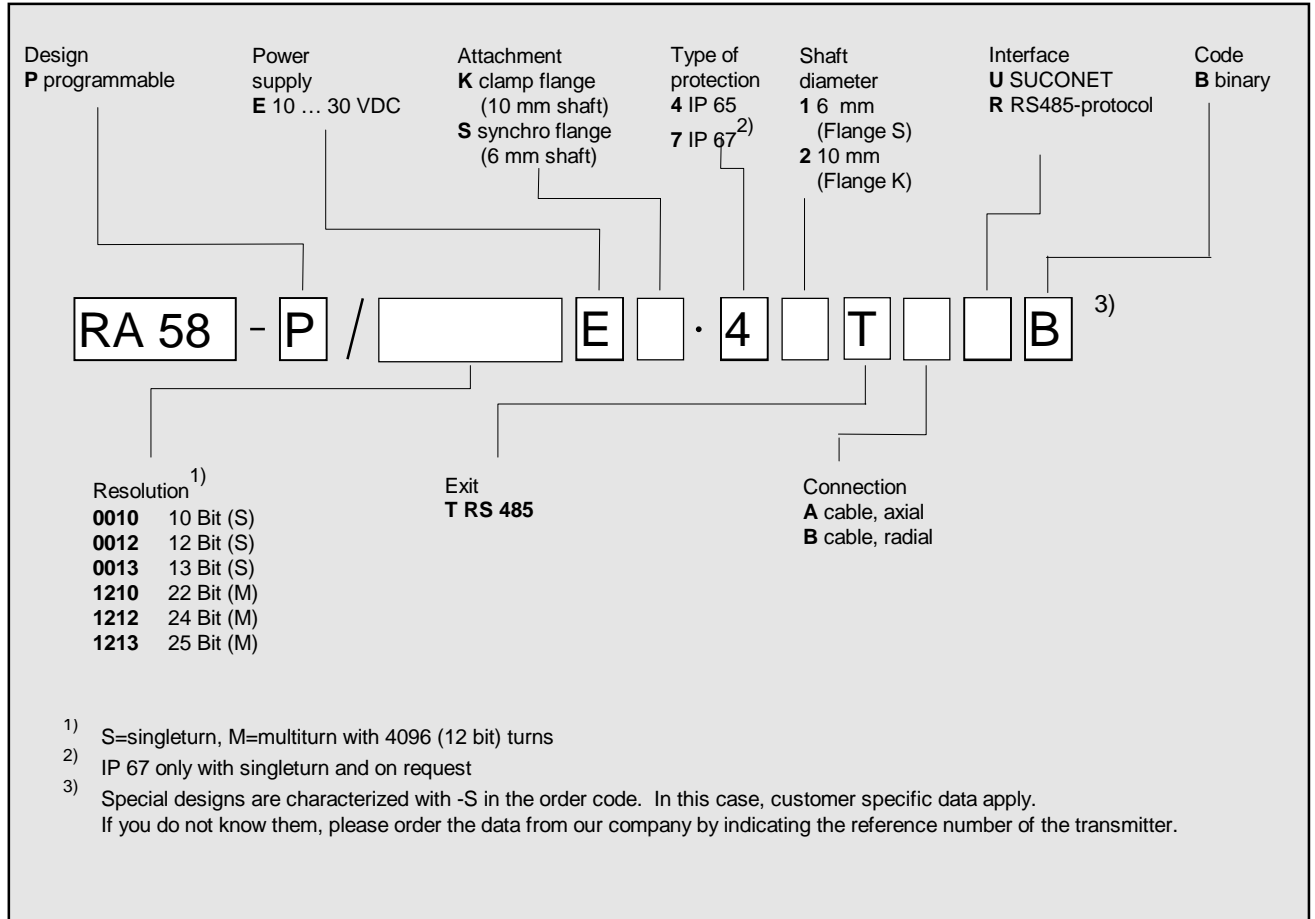 Design
P programmable
Power
supply
E 10 … 30 VDC
Attachment
K clamp flange
(10 mm shaft)
S synchro flange
(6 mm shaft)
Type of
protection
4 IP 65
7 IP 67 2)
Shaft
diameter
1 6 mm
(Flange S)
2 10 mm
(Flange K)
Interface
U SUCONET
R RS485-protocol
Code
B binary
RA 58 - P / E · 4 T B 3)
Resolution 1)
0010 10 Bit (S)
0012 12 Bit (S)
0013 13 Bit (S)
1210 22 Bit (M)
1212 24 Bit (M)
1213 25 Bit (M)
Exit
T RS 485
Connection
A cable, axial
B cable, radial
1) S=singleturn, M=multiturn with 4096 (12 bit) turns
2) IP 67 only with singleturn and on request
3) Special designs are characterized with -S in the order code. In this case, customer specific data apply.
If you do not know them, please order the data from our company by indicating the reference number of the transmitter.